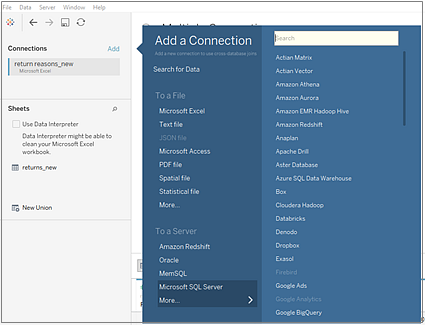 File Data Server Window Help
Connections Add
return reasons_new
Microsoft Excel
Sheets
Use Data Interpreter
Data Interpreter might be able to
clean your Microsoft Excel
workbook.
returns_new
New Union
Add a Connection
Add a new connection to use cross-database joins
Search for Data
To a File
Microsoft Excel
Text file
JSON file
Microsoft Access
PDF file
Spatial file
Statistical file
More...
To a Server
Amazon Redshift
Oracle
MemSQL
Microsoft SQL Server
More...
Search
Actian Matrix
Actian Vector
Amazon Athena
Amazon Aurora
Amazon EMR Hadoop Hive
Amazon Redshift
Anaplan
Apache Drill
Aster Database
Azure SQL Data Warehouse
Box
Cloudera Hadoop
Databricks
Denodo
Dropbox
Exasol
Firebird
Google Ads
Google Analytics
Google BigQuery